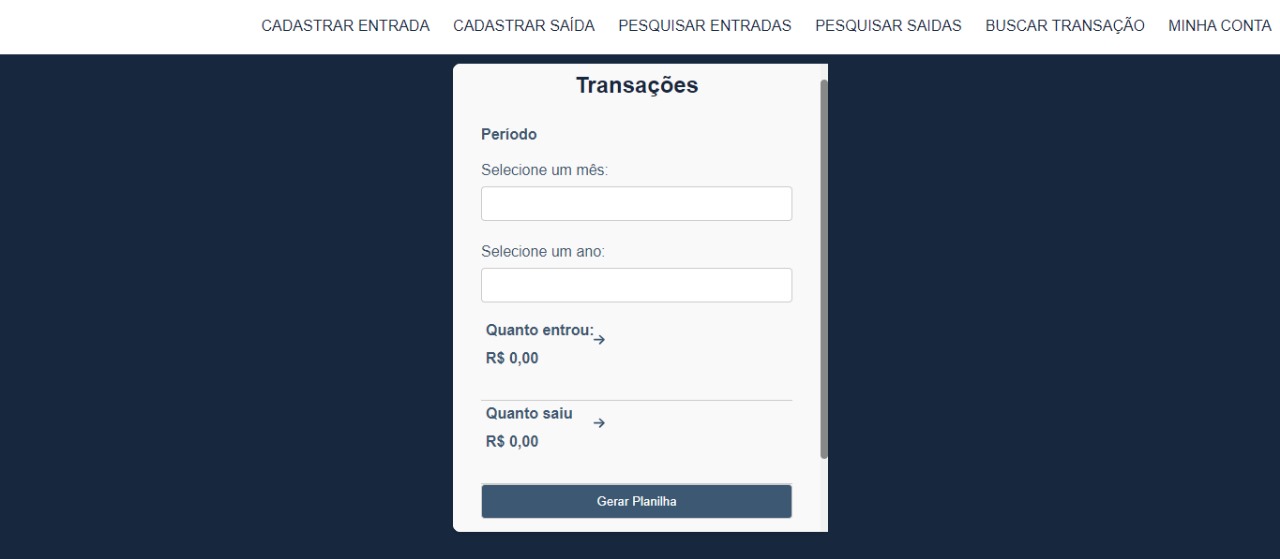 CADASTRAR ENTRADA CADASTRAR SAÍDA PESQUISAR ENTRADAS PESQUISAR SAIDAS BUSCAR TRANSAÇÃO MINHA CONTA
Transações
Período
Selecione um mês:
Selecione um ano:
Quanto entrou:
R$ 0,00
Quanto saiu
R$ 0,00
Gerar Planilha